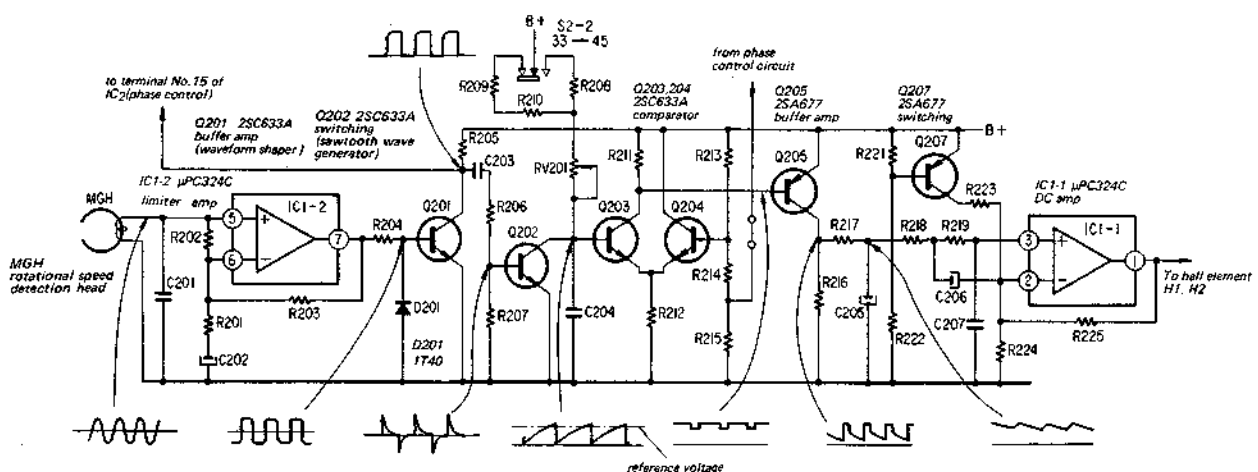 B+
S2-2
33 — 45
to terminal No.15 of
IC2(phase control)
R209
R208
R210
from phase
control circuit
Q201 2SC633A
buffer amp
(waveform shaper)
Q202 2SC633A
switching
(sawtooth wave
generator)
Q203,204
2SC633A
comparator
Q205
2SA677
buffer amp
Q207
2SA677
switching
B+
R205
C203
RV201
R211
R213
Q205
R221
Q207
R223
MGH
IC1-2 μPC324C
limiter amp
IC1-2
5
+
6
−
7
R202
R204
Q201
R206
Q202
Q203
Q204
R217
R218
R219
IC1-1 μPC324C
DC amp
IC1-1
3
+
2
−
1
To hall element
H1, H2
MGH
rotational speed
detection head
C201
R203
R201
C202
D201
D201
1T40
R207
C204
R212
R214
R215
R216
C205
R222
C206
C207
R224
R225
reference voltage